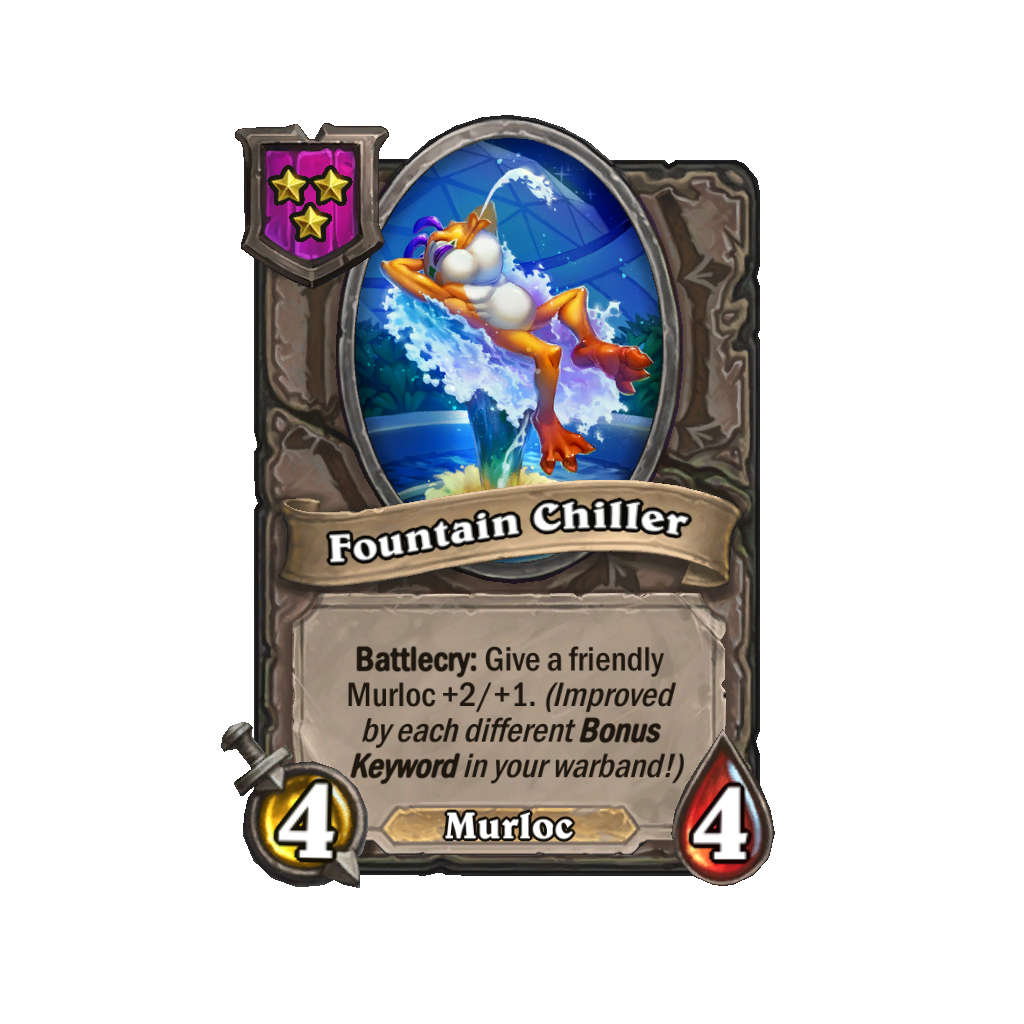 Fountain Chiller
Battlecry: Give a friendly
Murloc +2/+1. (Improved
by each different Bonus
Keyword in your warband!)
4
Murloc
4